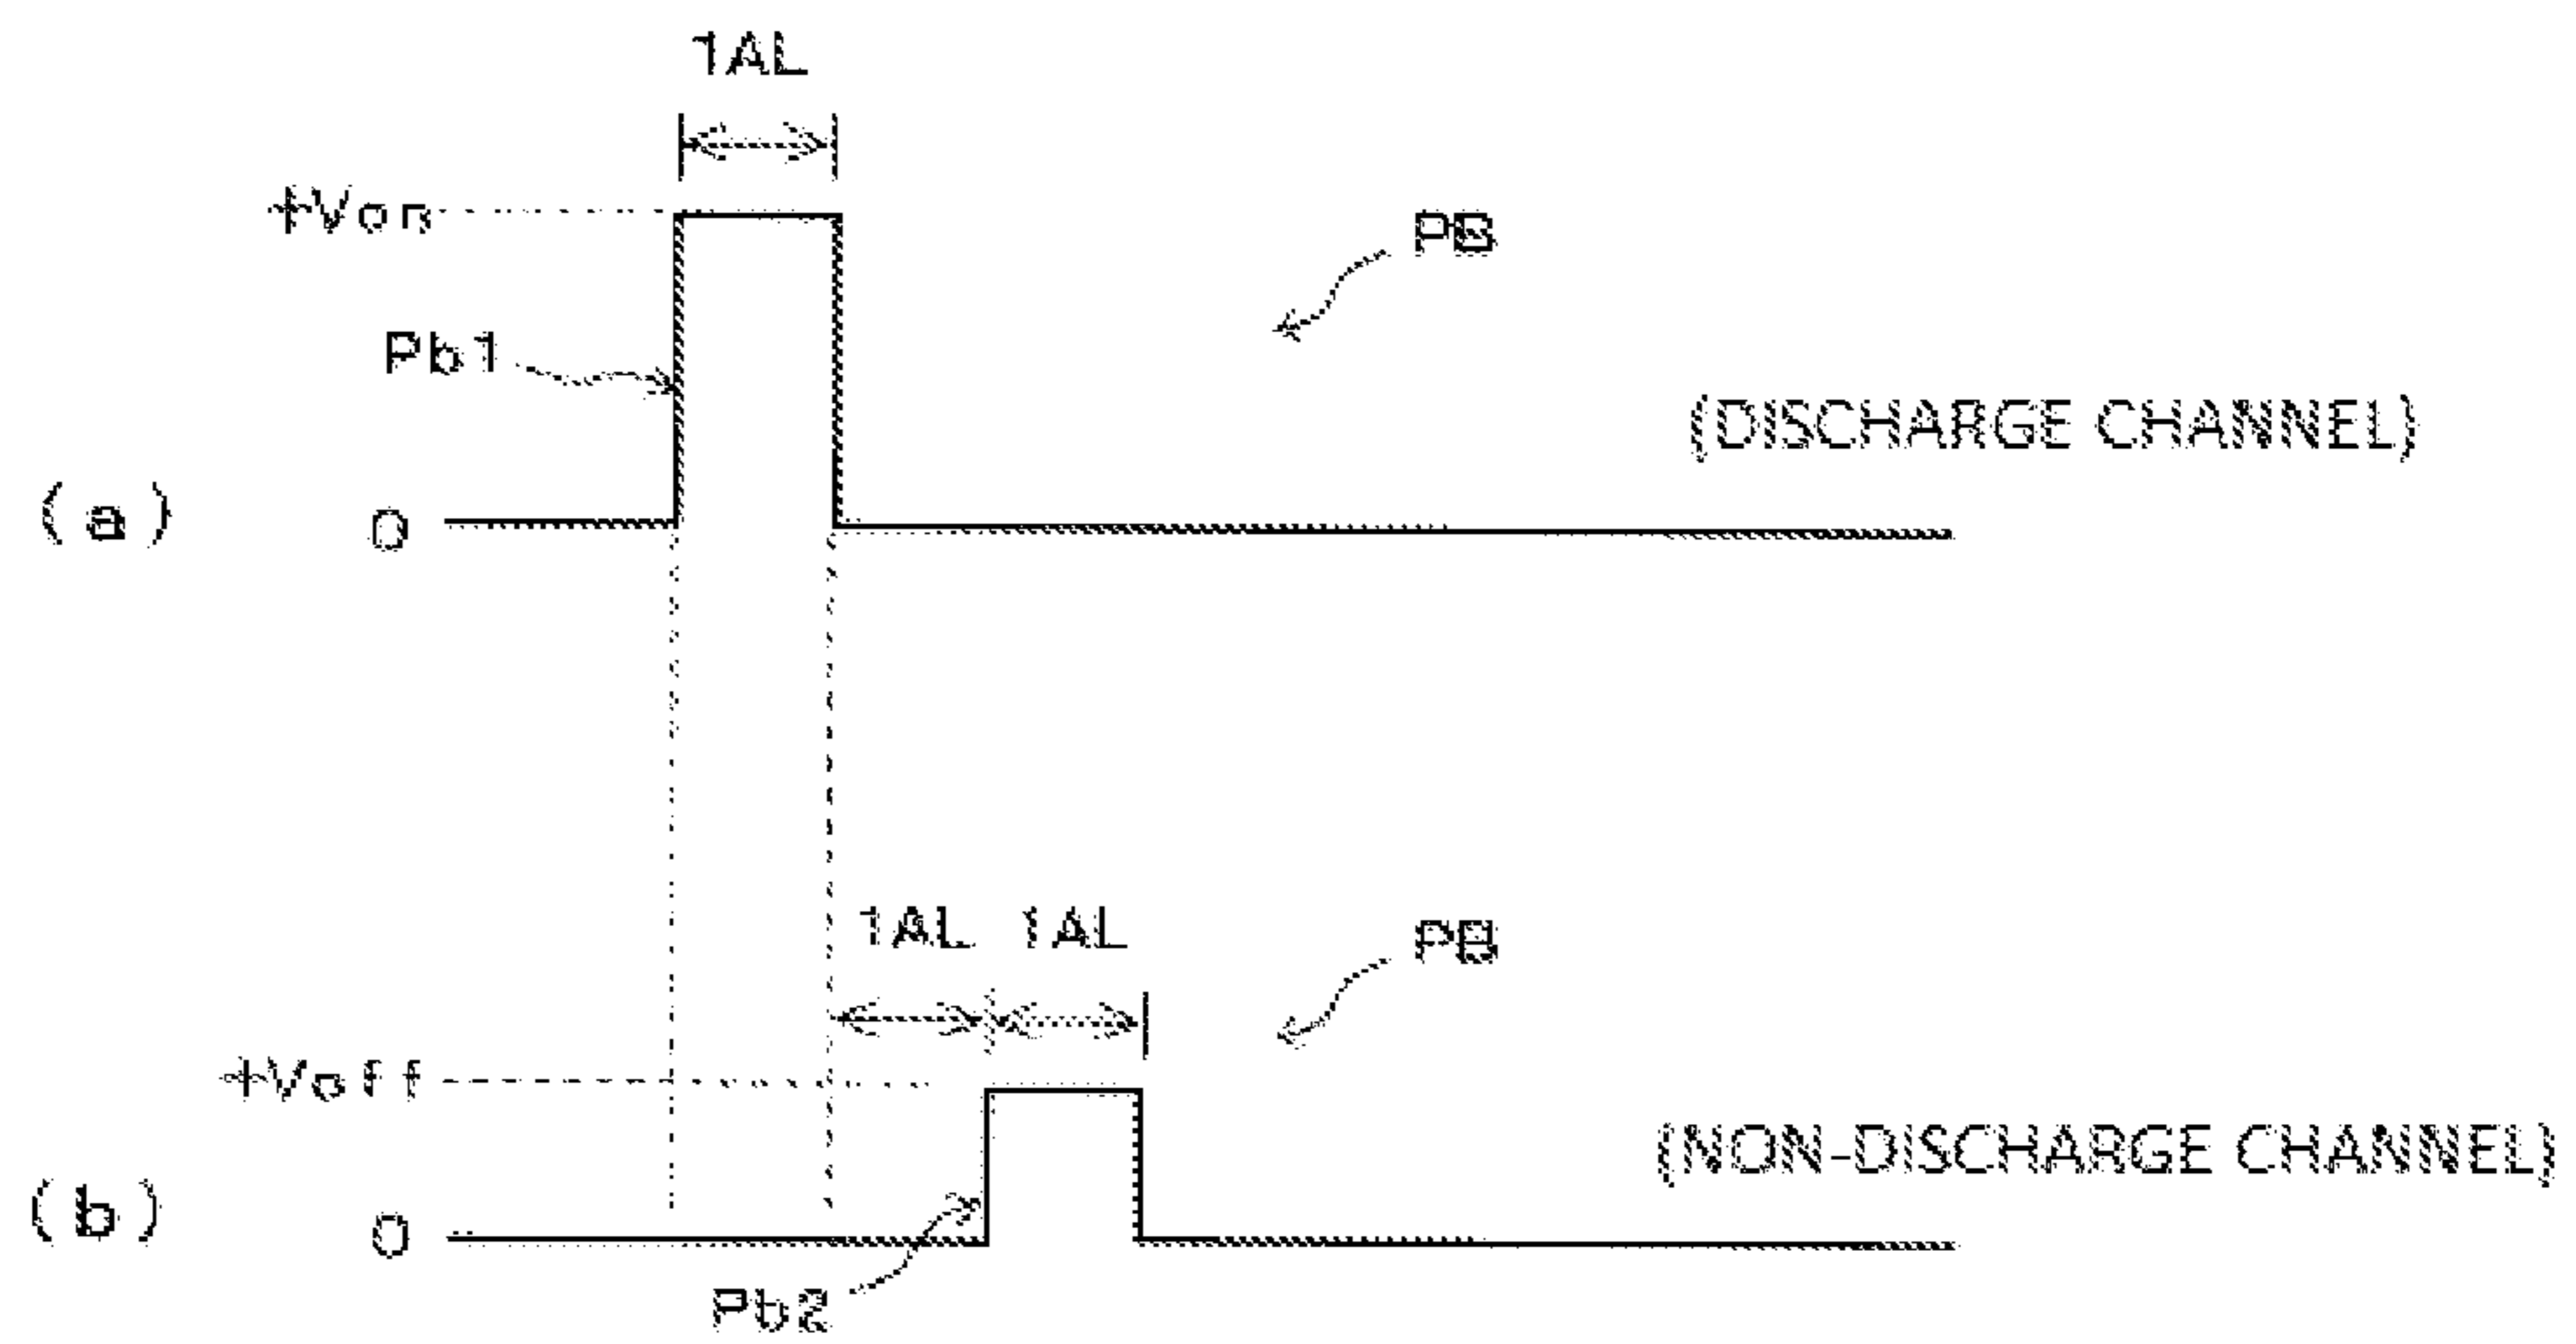 1AL
+Von
PB
Pb1
(DISCHARGE CHANNEL)
(a)
0
1AL 1AL
PB
+Voff
(NON-DISCHARGE CHANNEL)
(b)
0
Pb2